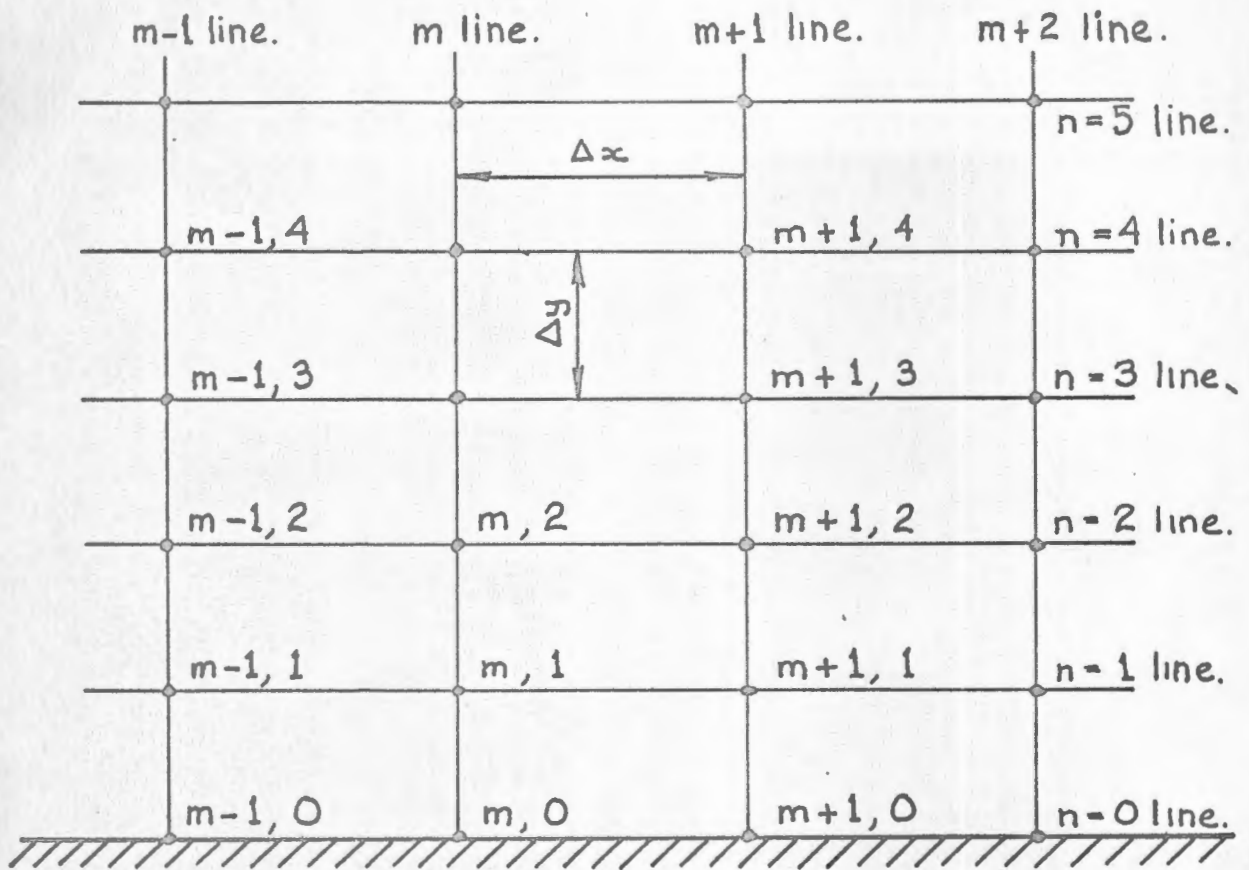 m-1 line. m line. m+1 line. m+2 line.
n=5 line.
Δx
m-1,4 m+1,4 n=4 line.
Δy
m-1,3 m+1,3 n=3 line.
m-1,2 m,2 m+1,2 n=2 line.
m-1,1 m,1 m+1,1 n=1 line.
m-1,0 m,0 m+1,0 n=0 line.